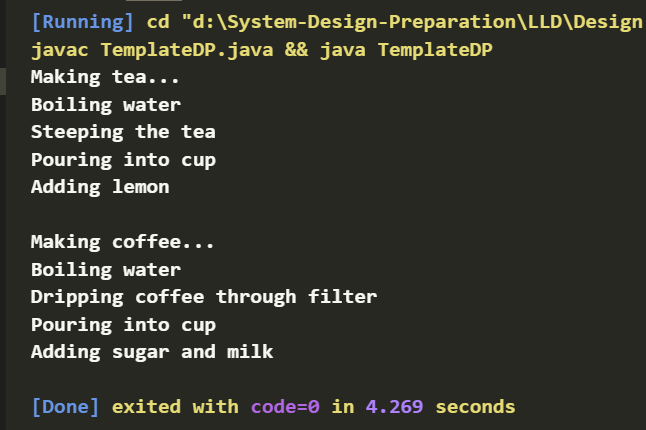 [Running] cd "d:\System-Design-Preparation\LLD\Design
javac TemplateDP.java && java TemplateDP
Making tea...
Boiling water
Steeping the tea
Pouring into cup
Adding lemon
Making coffee...
Boiling water
Dripping coffee through filter
Pouring into cup
Adding sugar and milk
[Done] exited with code=0 in 4.269 seconds